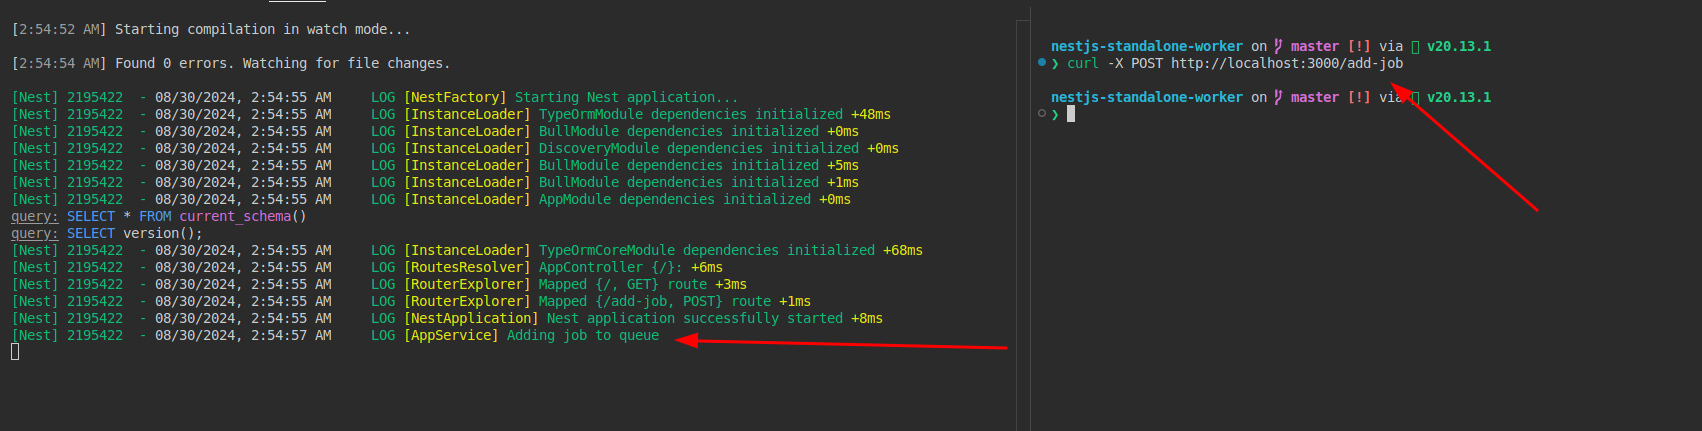 [2:54:52 AM] Starting compilation in watch mode...
[2:54:54 AM] Found 0 errors. Watching for file changes.
[Nest] 2195422  - 08/30/2024, 2:54:55 AM     LOG [NestFactory] Starting Nest application...
[Nest] 2195422  - 08/30/2024, 2:54:55 AM     LOG [InstanceLoader] TypeOrmModule dependencies initialized +48ms
[Nest] 2195422  - 08/30/2024, 2:54:55 AM     LOG [InstanceLoader] BullModule dependencies initialized +0ms
[Nest] 2195422  - 08/30/2024, 2:54:55 AM     LOG [InstanceLoader] DiscoveryModule dependencies initialized +0ms
[Nest] 2195422  - 08/30/2024, 2:54:55 AM     LOG [InstanceLoader] BullModule dependencies initialized +5ms
[Nest] 2195422  - 08/30/2024, 2:54:55 AM     LOG [InstanceLoader] BullModule dependencies initialized +1ms
[Nest] 2195422  - 08/30/2024, 2:54:55 AM     LOG [InstanceLoader] AppModule dependencies initialized +0ms
query: SELECT * FROM current_schema()
query: SELECT version();
[Nest] 2195422  - 08/30/2024, 2:54:55 AM     LOG [InstanceLoader] TypeOrmCoreModule dependencies initialized +68ms
[Nest] 2195422  - 08/30/2024, 2:54:55 AM     LOG [RoutesResolver] AppController {/}: +6ms
[Nest] 2195422  - 08/30/2024, 2:54:55 AM     LOG [RouterExplorer] Mapped {/, GET} route +3ms
[Nest] 2195422  - 08/30/2024, 2:54:55 AM     LOG [RouterExplorer] Mapped {/add-job, POST} route +1ms
[Nest] 2195422  - 08/30/2024, 2:54:55 AM     LOG [NestApplication] Nest application successfully started +8ms
[Nest] 2195422  - 08/30/2024, 2:54:57 AM     LOG [AppService] Adding job to queue
nestjs-standalone-worker on master [!] via v20.13.1
❯ curl -X POST http://localhost:3000/add-job
nestjs-standalone-worker on master [!] via v20.13.1
❯